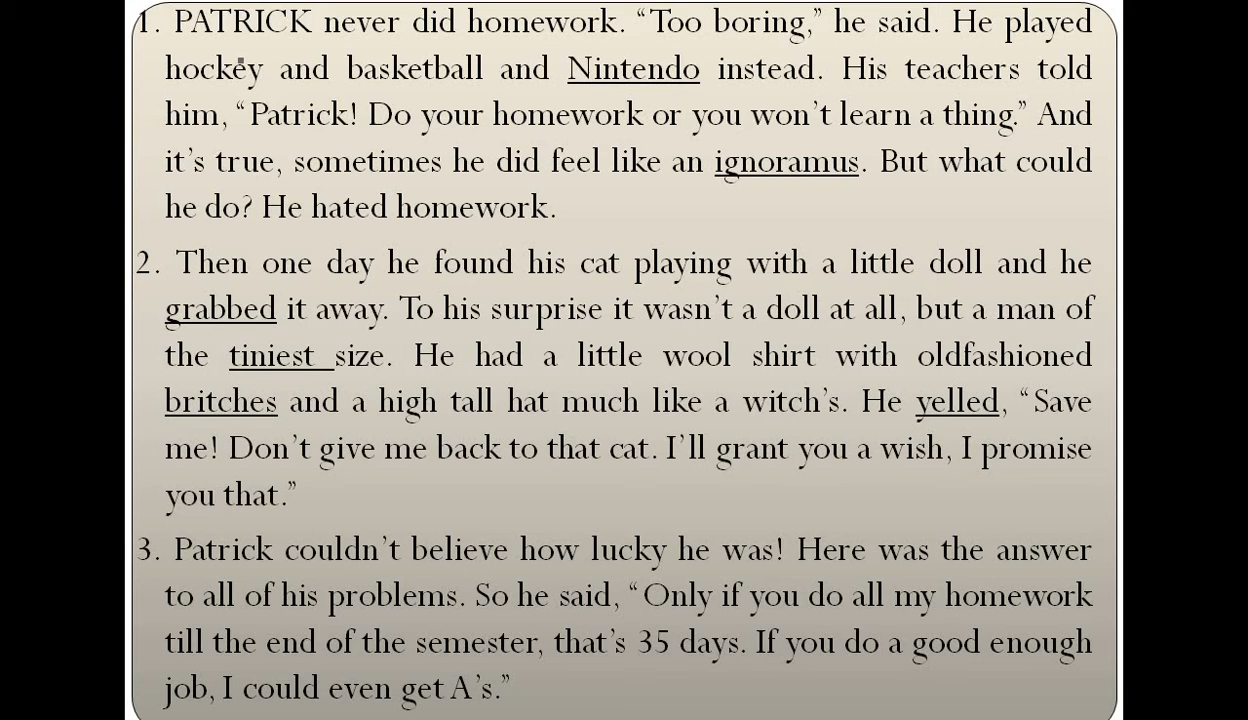 1. PATRICK never did homework. “Too boring,” he said. He played
hockey and basketball and Nintendo instead. His teachers told
him, “Patrick! Do your homework or you won’t learn a thing.” And
it’s true, sometimes he did feel like an ignoramus. But what could
he do? He hated homework.
2. Then one day he found his cat playing with a little doll and he
grabbed it away. To his surprise it wasn’t a doll at all, but a man of
the tiniest size. He had a little wool shirt with oldfashioned
britches and a high tall hat much like a witch’s. He yelled, “Save
me! Don’t give me back to that cat. I’ll grant you a wish, I promise
you that.”
3. Patrick couldn’t believe how lucky he was! Here was the answer
to all of his problems. So he said, “Only if you do all my homework
till the end of the semester, that’s 35 days. If you do a good enough
job, I could even get A’s.”